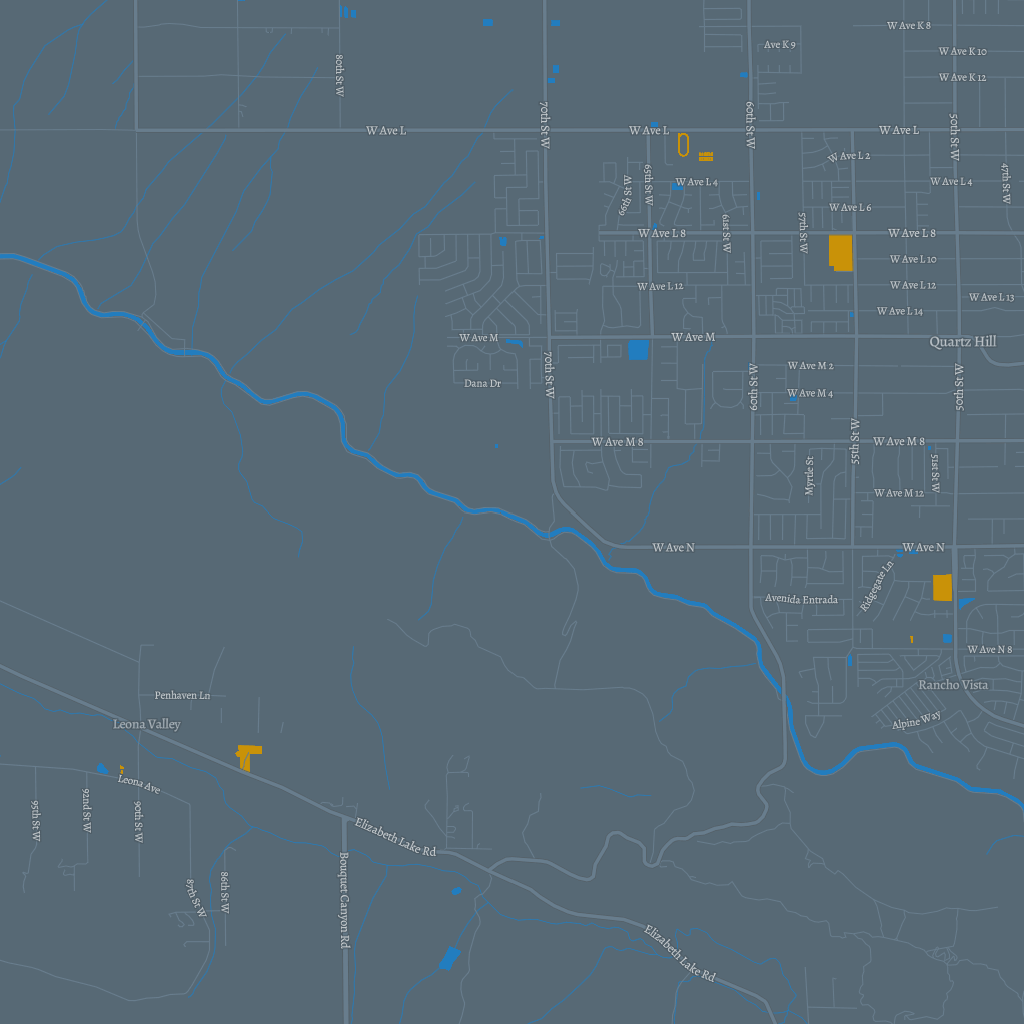 W Ave K 8
Ave K 9
W Ave K 10
80th St W
W Ave K 12
70th St W
60th St W
50th St W
W Ave L
W Ave L
W Ave L
W Ave L 2
65th St W
66th St W
W Ave L 4
W Ave L 4
47th St W
W Ave L 6
61st St W
57th St W
W Ave L 8
W Ave L 8
W Ave L 10
W Ave L 12
W Ave L 12
W Ave L 13
W Ave L 14
W Ave M
W Ave M
Quartz Hill
70th St W
W Ave M 2
60th St W
50th St W
Dana Dr
W Ave M 4
55th St W
W Ave M 8
W Ave M 8
Myrtle St
51st St W
W Ave M 12
W Ave N
W Ave N
Ridgegate Ln
Avenida Entrada
W Ave N 8
Rancho Vista
Penhaven Ln
Leona Valley
Alpine Way
Leona Ave
95th St W
92nd St W
90th St W
Elizabeth Lake Rd
Bouquet Canyon Rd
87th St W
86th St W
Elizabeth Lake Rd